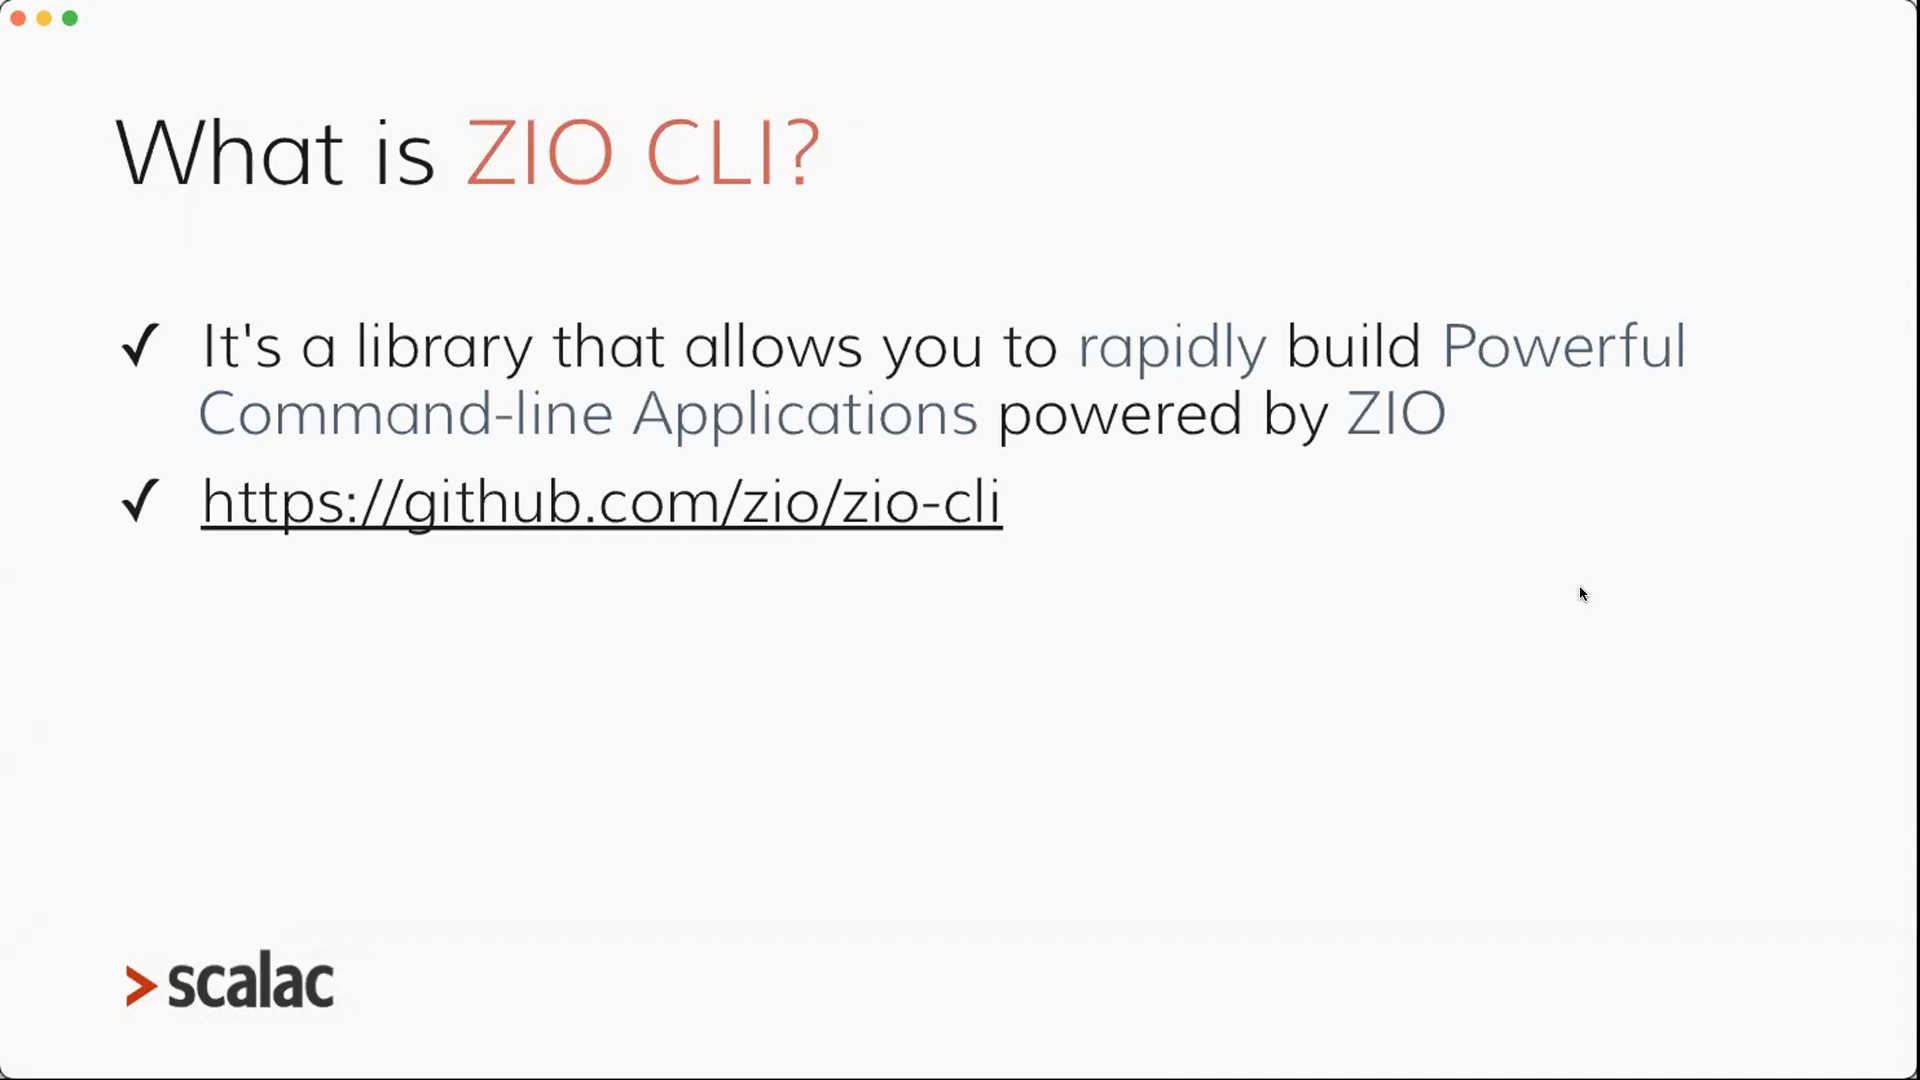 What is ZIO CLI?
✓ It's a library that allows you to rapidly build Powerful
Command-line Applications powered by ZIO
✓ https://github.com/zio/zio-cli
> scalac